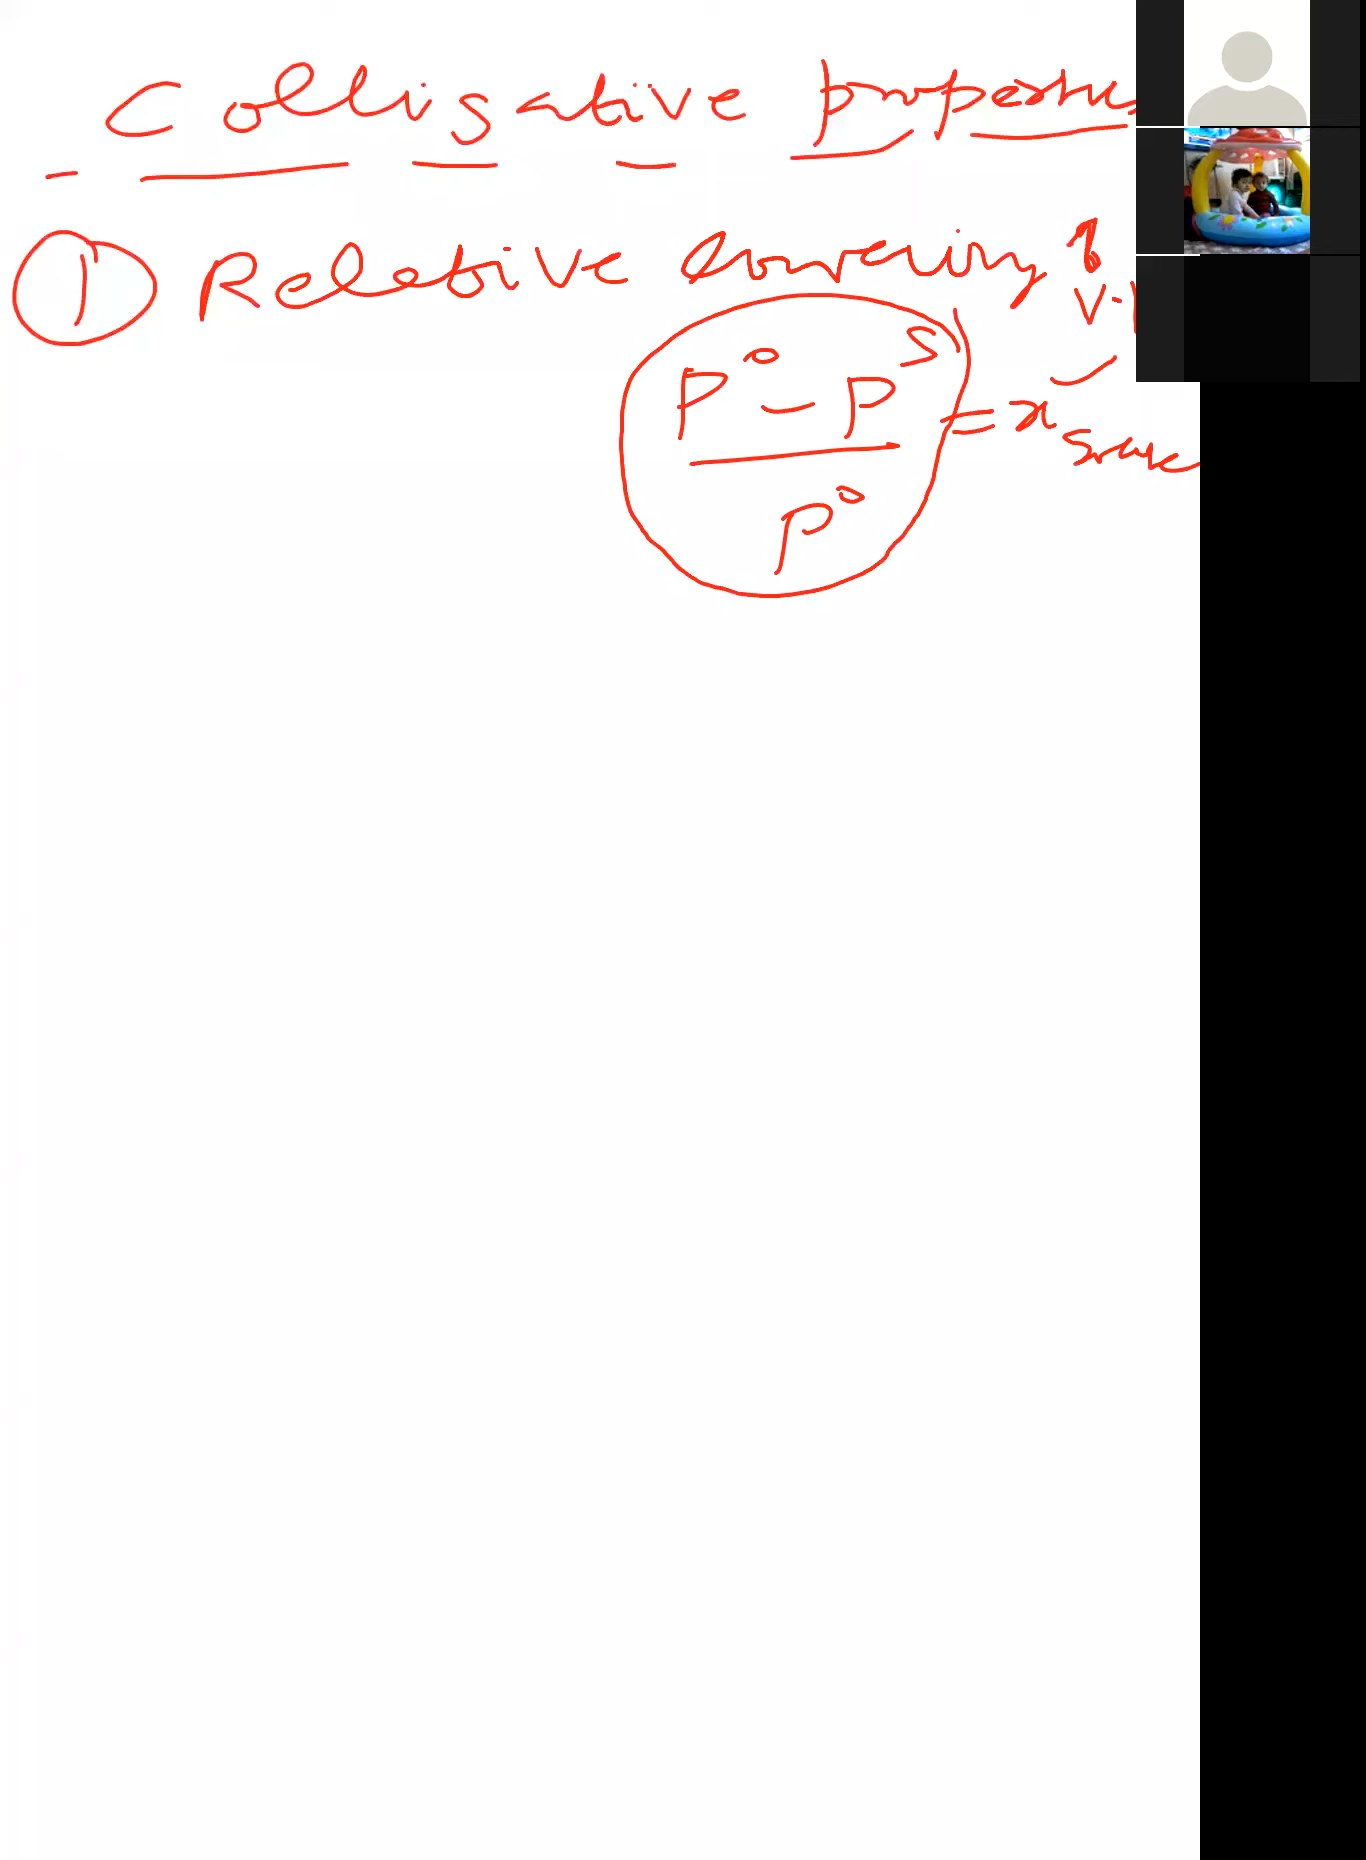 Colligative properties
① Relative lowering of V.P
P° - P^S / P° = x solute